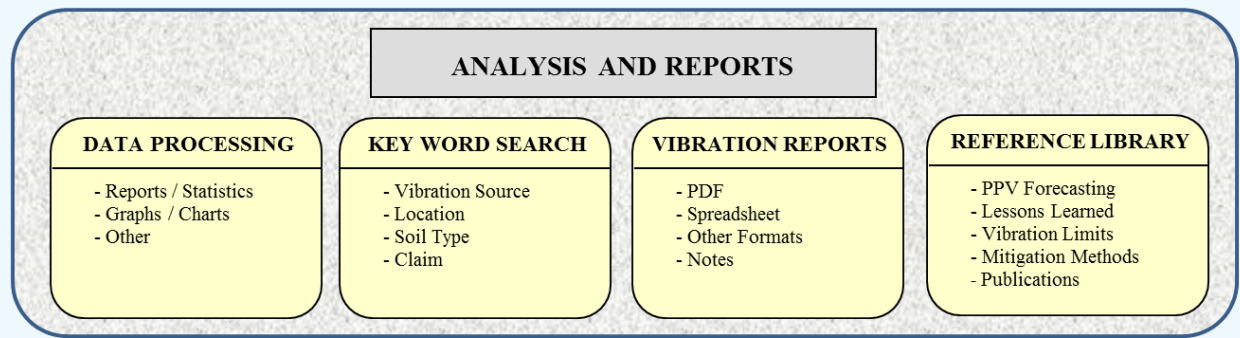 ANALYSIS AND REPORTS
DATA PROCESSING
- Reports / Statistics
- Graphs / Charts
- Other
KEY WORD SEARCH
- Vibration Source
- Location
- Soil Type
- Claim
VIBRATION REPORTS
- PDF
- Spreadsheet
- Other Formats
- Notes
REFERENCE LIBRARY
- PPV Forecasting
- Lessons Learned
- Vibration Limits
- Mitigation Methods
- Publications